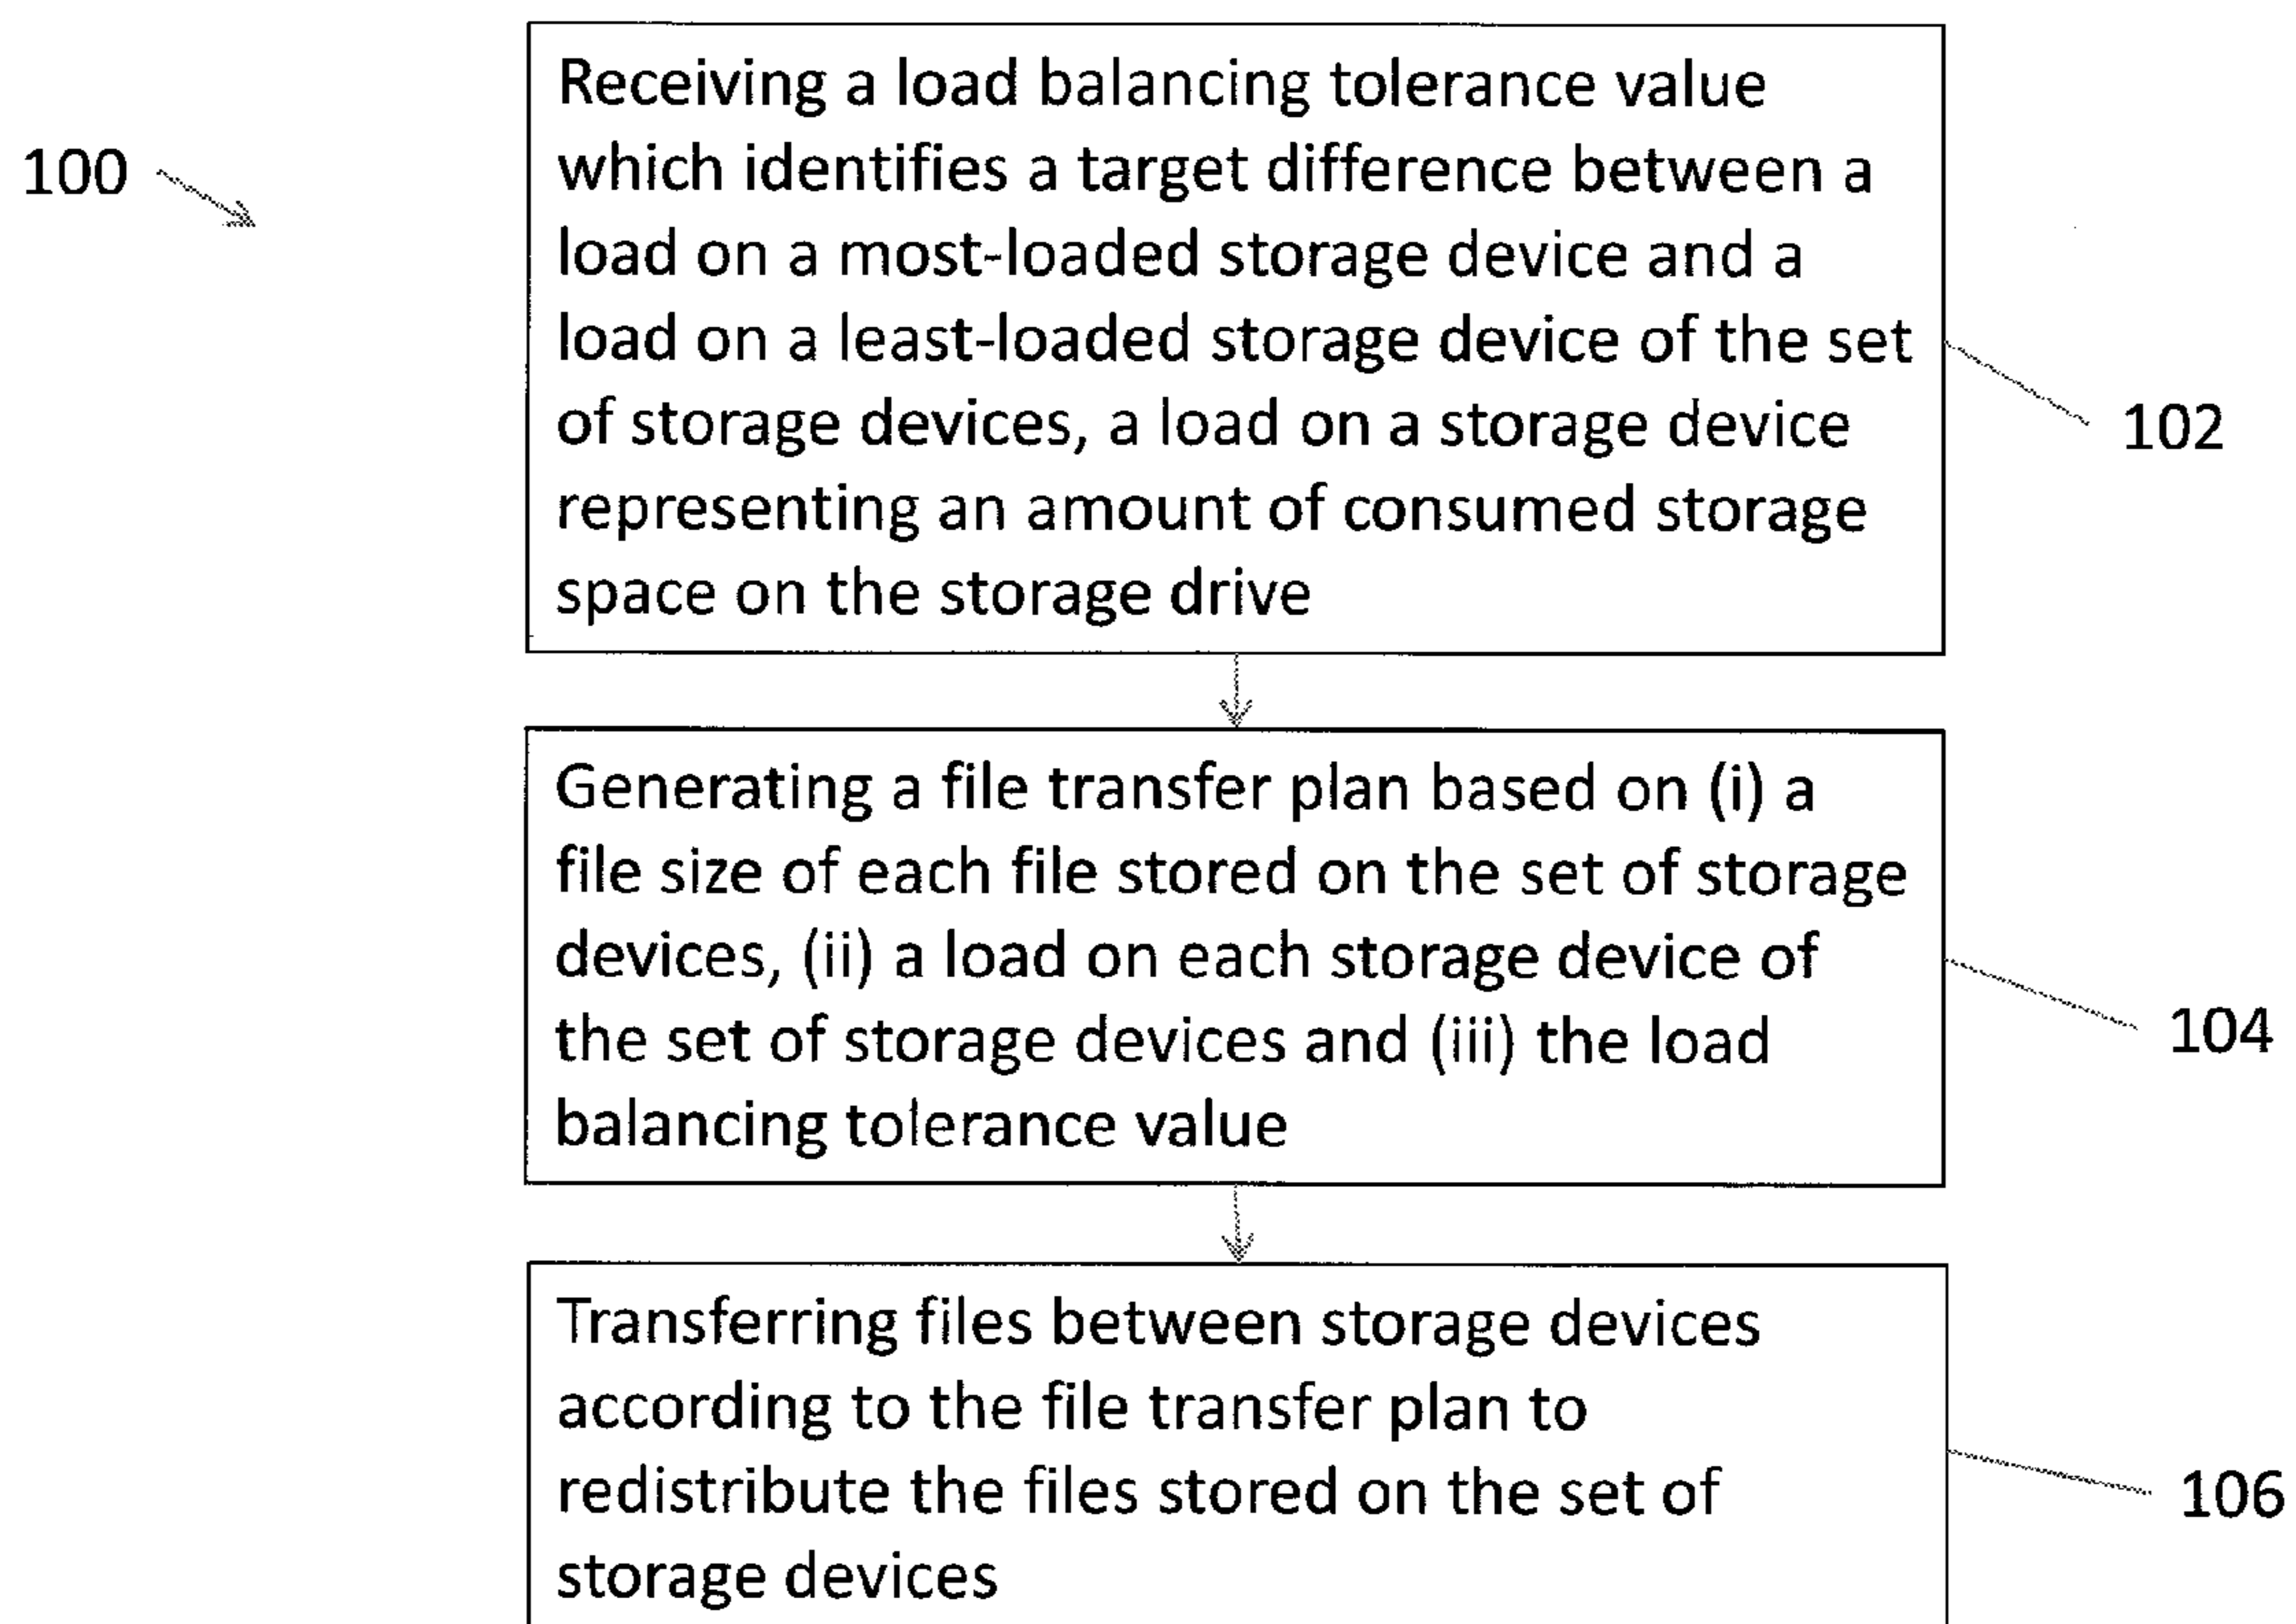 100
Receiving a load balancing tolerance value
which identifies a target difference between a
load on a most-loaded storage device and a
load on a least-loaded storage device of the set
of storage devices, a load on a storage device
representing an amount of consumed storage
space on the storage drive
102
Generating a file transfer plan based on (i) a
file size of each file stored on the set of storage
devices, (ii) a load on each storage device of
the set of storage devices and (iii) the load
balancing tolerance value
104
Transferring files between storage devices
according to the file transfer plan to
redistribute the files stored on the set of
storage devices
106